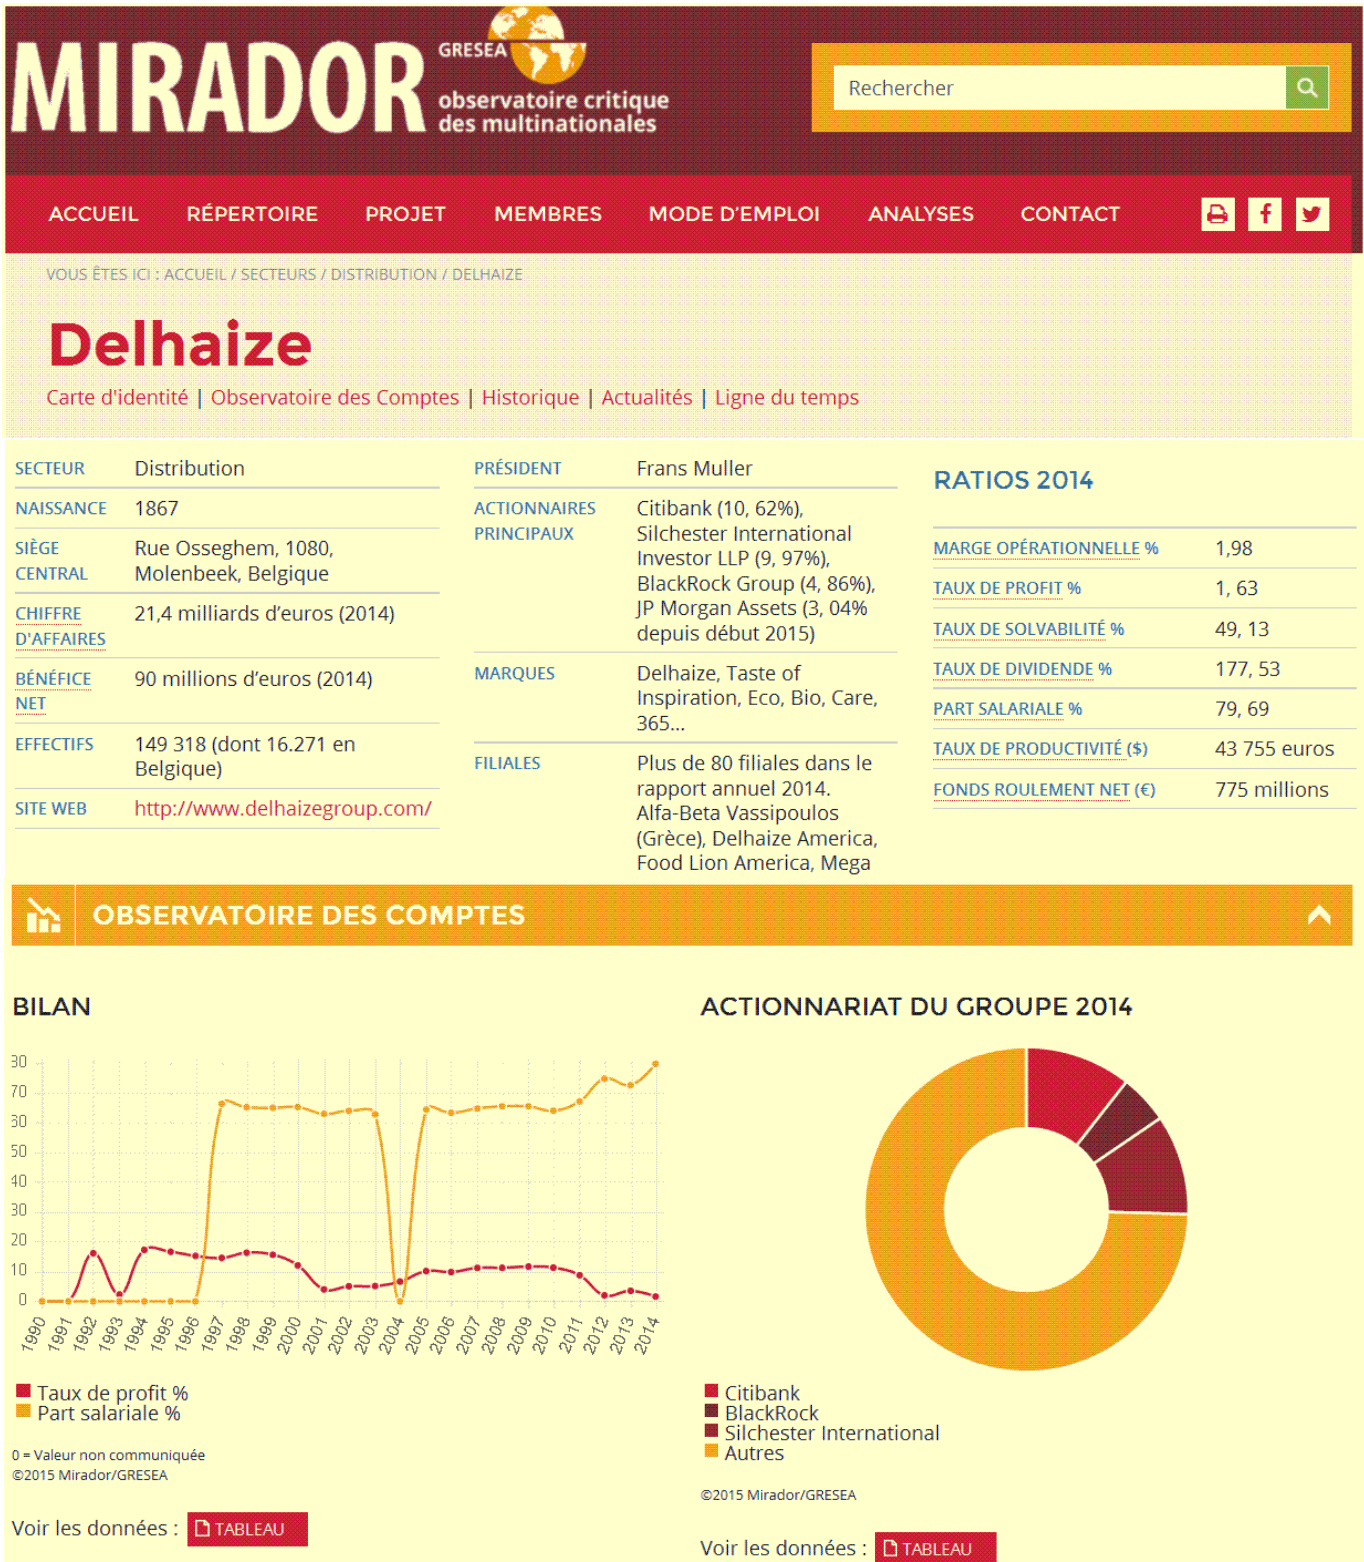 MIRADOR
GRESEA
observatoire critique
des multinationales
Rechercher
ACCUEIL RÉPERTOIRE PROJET MEMBRES MODE D'EMPLOI ANALYSES CONTACT
VOUS ÊTES ICI : ACCUEIL / SECTEURS / DISTRIBUTION / DELHAIZE
Delhaize
Carte d'identité | Observatoire des Comptes | Historique | Actualités | Ligne du temps
SECTEUR Distribution
NAISSANCE 1867
SIÈGE CENTRAL Rue Osseghem, 1080,
Molenbeek, Belgique
CHIFFRE D'AFFAIRES 21,4 milliards d'euros (2014)
BÉNÉFICE NET 90 millions d'euros (2014)
EFFECTIFS 149 318 (dont 16.271 en
Belgique)
SITE WEB http://www.delhaizegroup.com/
PRÉSIDENT Frans Muller
ACTIONNAIRES PRINCIPAUX Citibank (10, 62%),
Silchester International
Investor LLP (9, 97%),
BlackRock Group (4, 86%),
JP Morgan Assets (3, 04%
depuis début 2015)
MARQUES Delhaize, Taste of
Inspiration, Eco, Bio, Care,
365...
FILIALES Plus de 80 filiales dans le
rapport annuel 2014.
Alfa-Beta Vassipoulos
(Grèce), Delhaize America,
Food Lion America, Mega
RATIOS 2014
MARGE OPÉRATIONNELLE % 1,98
TAUX DE PROFIT % 1, 63
TAUX DE SOLVABILITÉ % 49, 13
TAUX DE DIVIDENDE % 177, 53
PART SALARIALE % 79, 69
TAUX DE PRODUCTIVITÉ ($) 43 755 euros
FONDS ROULEMENT NET (€) 775 millions
OBSERVATOIRE DES COMPTES
BILAN
70
50
40
30
20
10
0
1990 1991 1992 1993 1994 1995 1996 1997 1998 1999 2000 2001 2002 2003 2004 2005 2006 2007 2008 2009 2010 2011 2012 2013 2014
Taux de profit %
Part salariale %
0 = Valeur non communiquée
©2015 Mirador/GRESEA
Voir les données : TABLEAU
ACTIONNARIAT DU GROUPE 2014
Citibank
BlackRock
Silchester International
Autres
©2015 Mirador/GRESEA
Voir les données : TABLEAU